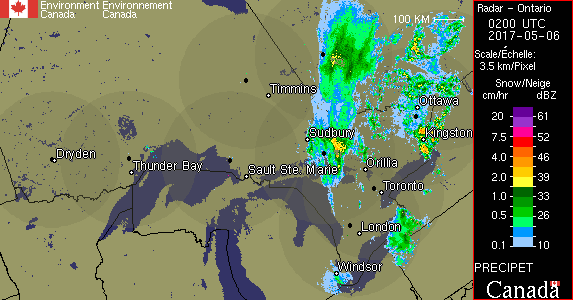 Environment Environnement
Canada Canada
100 KM
Timmins
Ottawa
Sudbury
Kingston
Dryden
Thunder Bay
Sault Ste. Marie
Orillia
Toronto
London
Windsor
Radar - Ontario
0200 UTC
2017-05-06
Scale/Échelle:
3.5 km/Pixel
Snow/Neige
cm/hr dBZ
20 61
7.5 52
4.0 46
2.0 39
1.0 33
0.5 26
0.1 10
PRECIPET
Canada